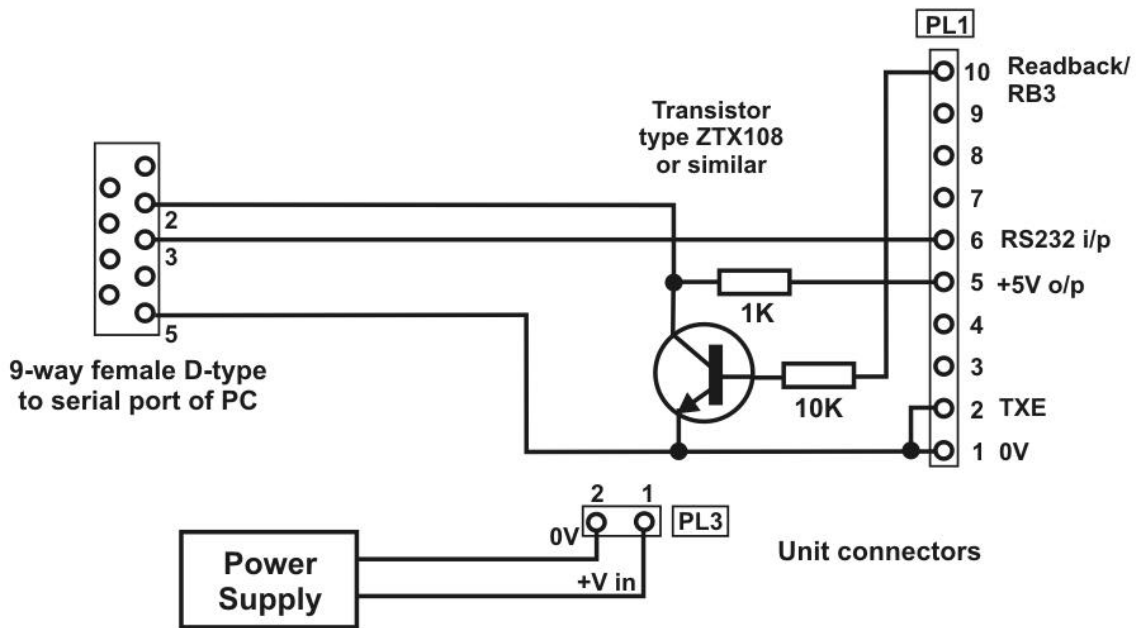 PL1
10 Readback/
RB3
9
8
7
6 RS232 i/p
5 +5V o/p
4
3
2 TXE
1 0V
Transistor
type ZTX108
or similar
2
3
5
1K
10K
9-way female D-type
to serial port of PC
2 1
PL3
0V
+V in
Power
Supply
Unit connectors